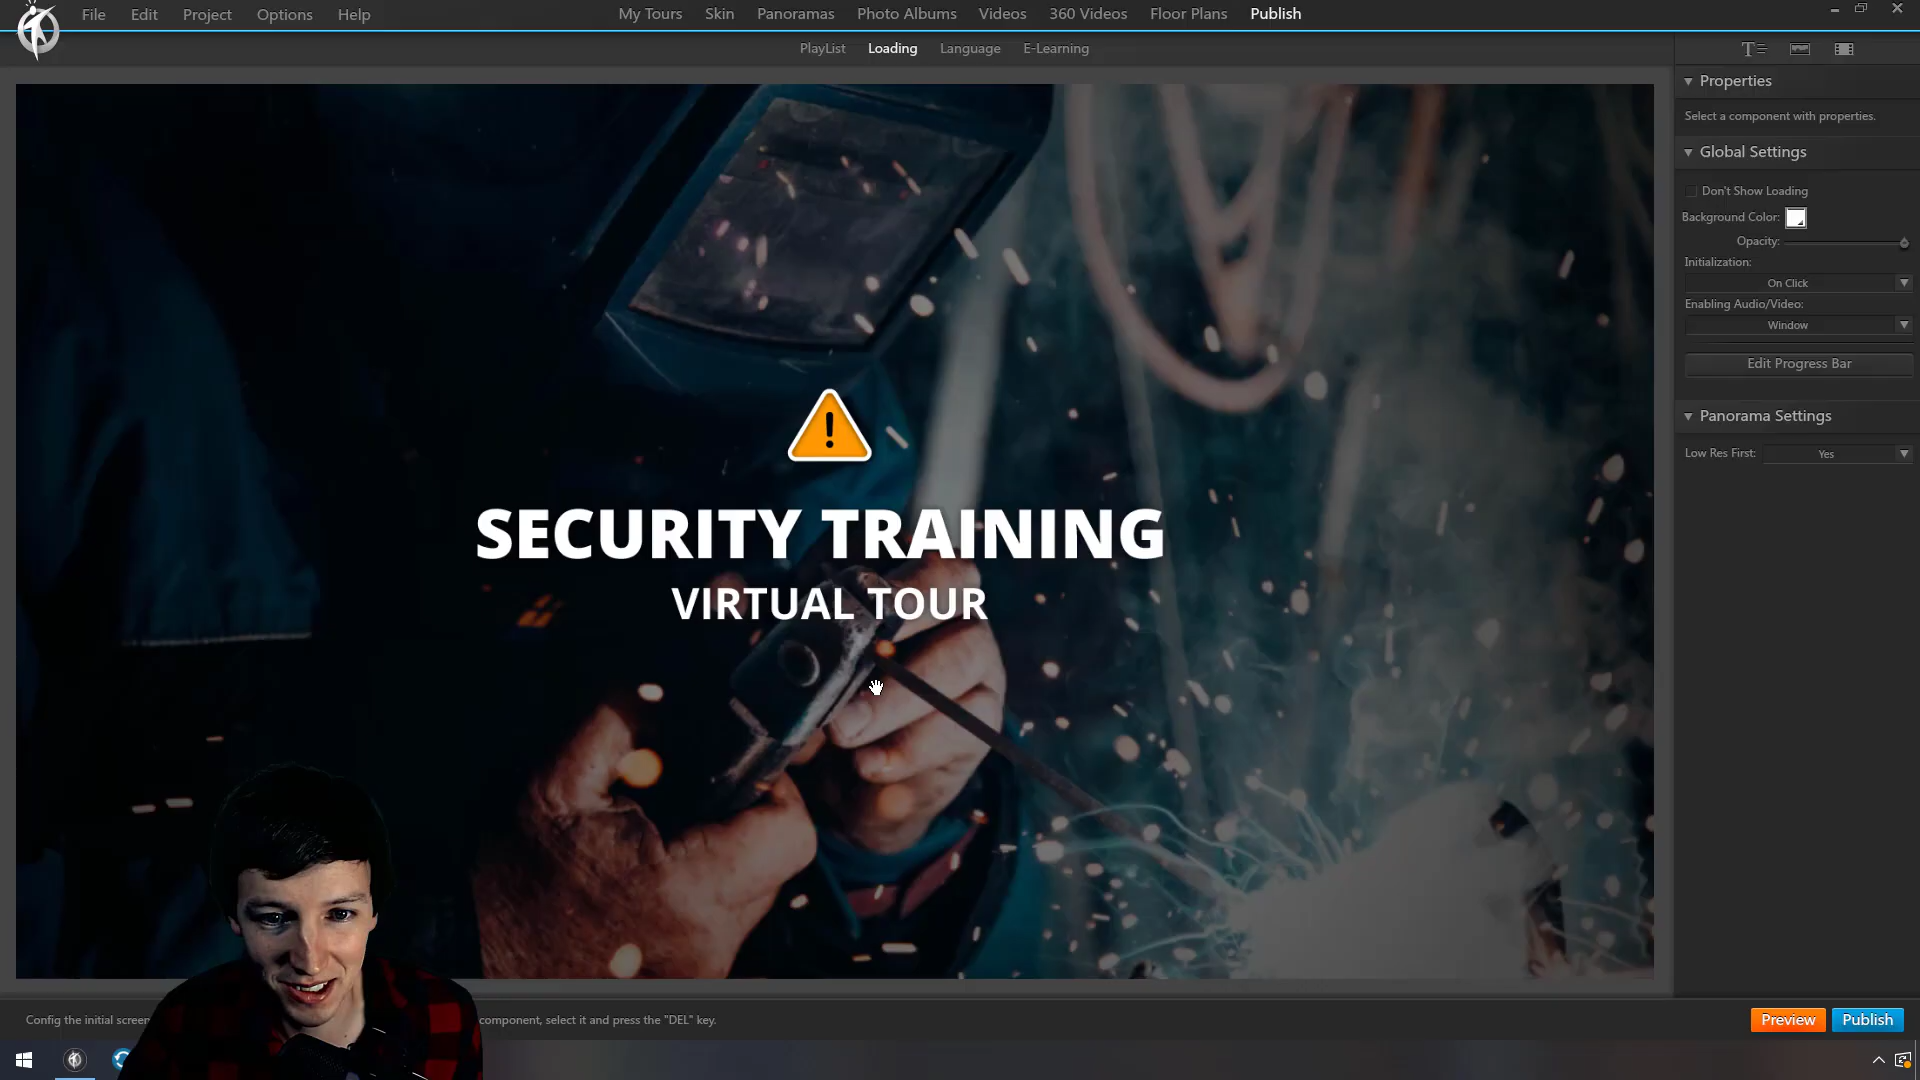 File Edit Project Options Help
My Tours Skin Panoramas Photo Albums Videos 360 Videos Floor Plans Publish
PlayList Loading Language E-Learning
Properties
Select a component with properties.
Global Settings
Don't Show Loading
Background Color:
Opacity:
Initialization:
On Click
Enabling Audio/Video:
Window
Edit Progress Bar
Panorama Settings
Low Res First: Yes
!
SECURITY TRAINING
VIRTUAL TOUR
Config the initial screen component, select it and press the "DEL" key.
Preview Publish